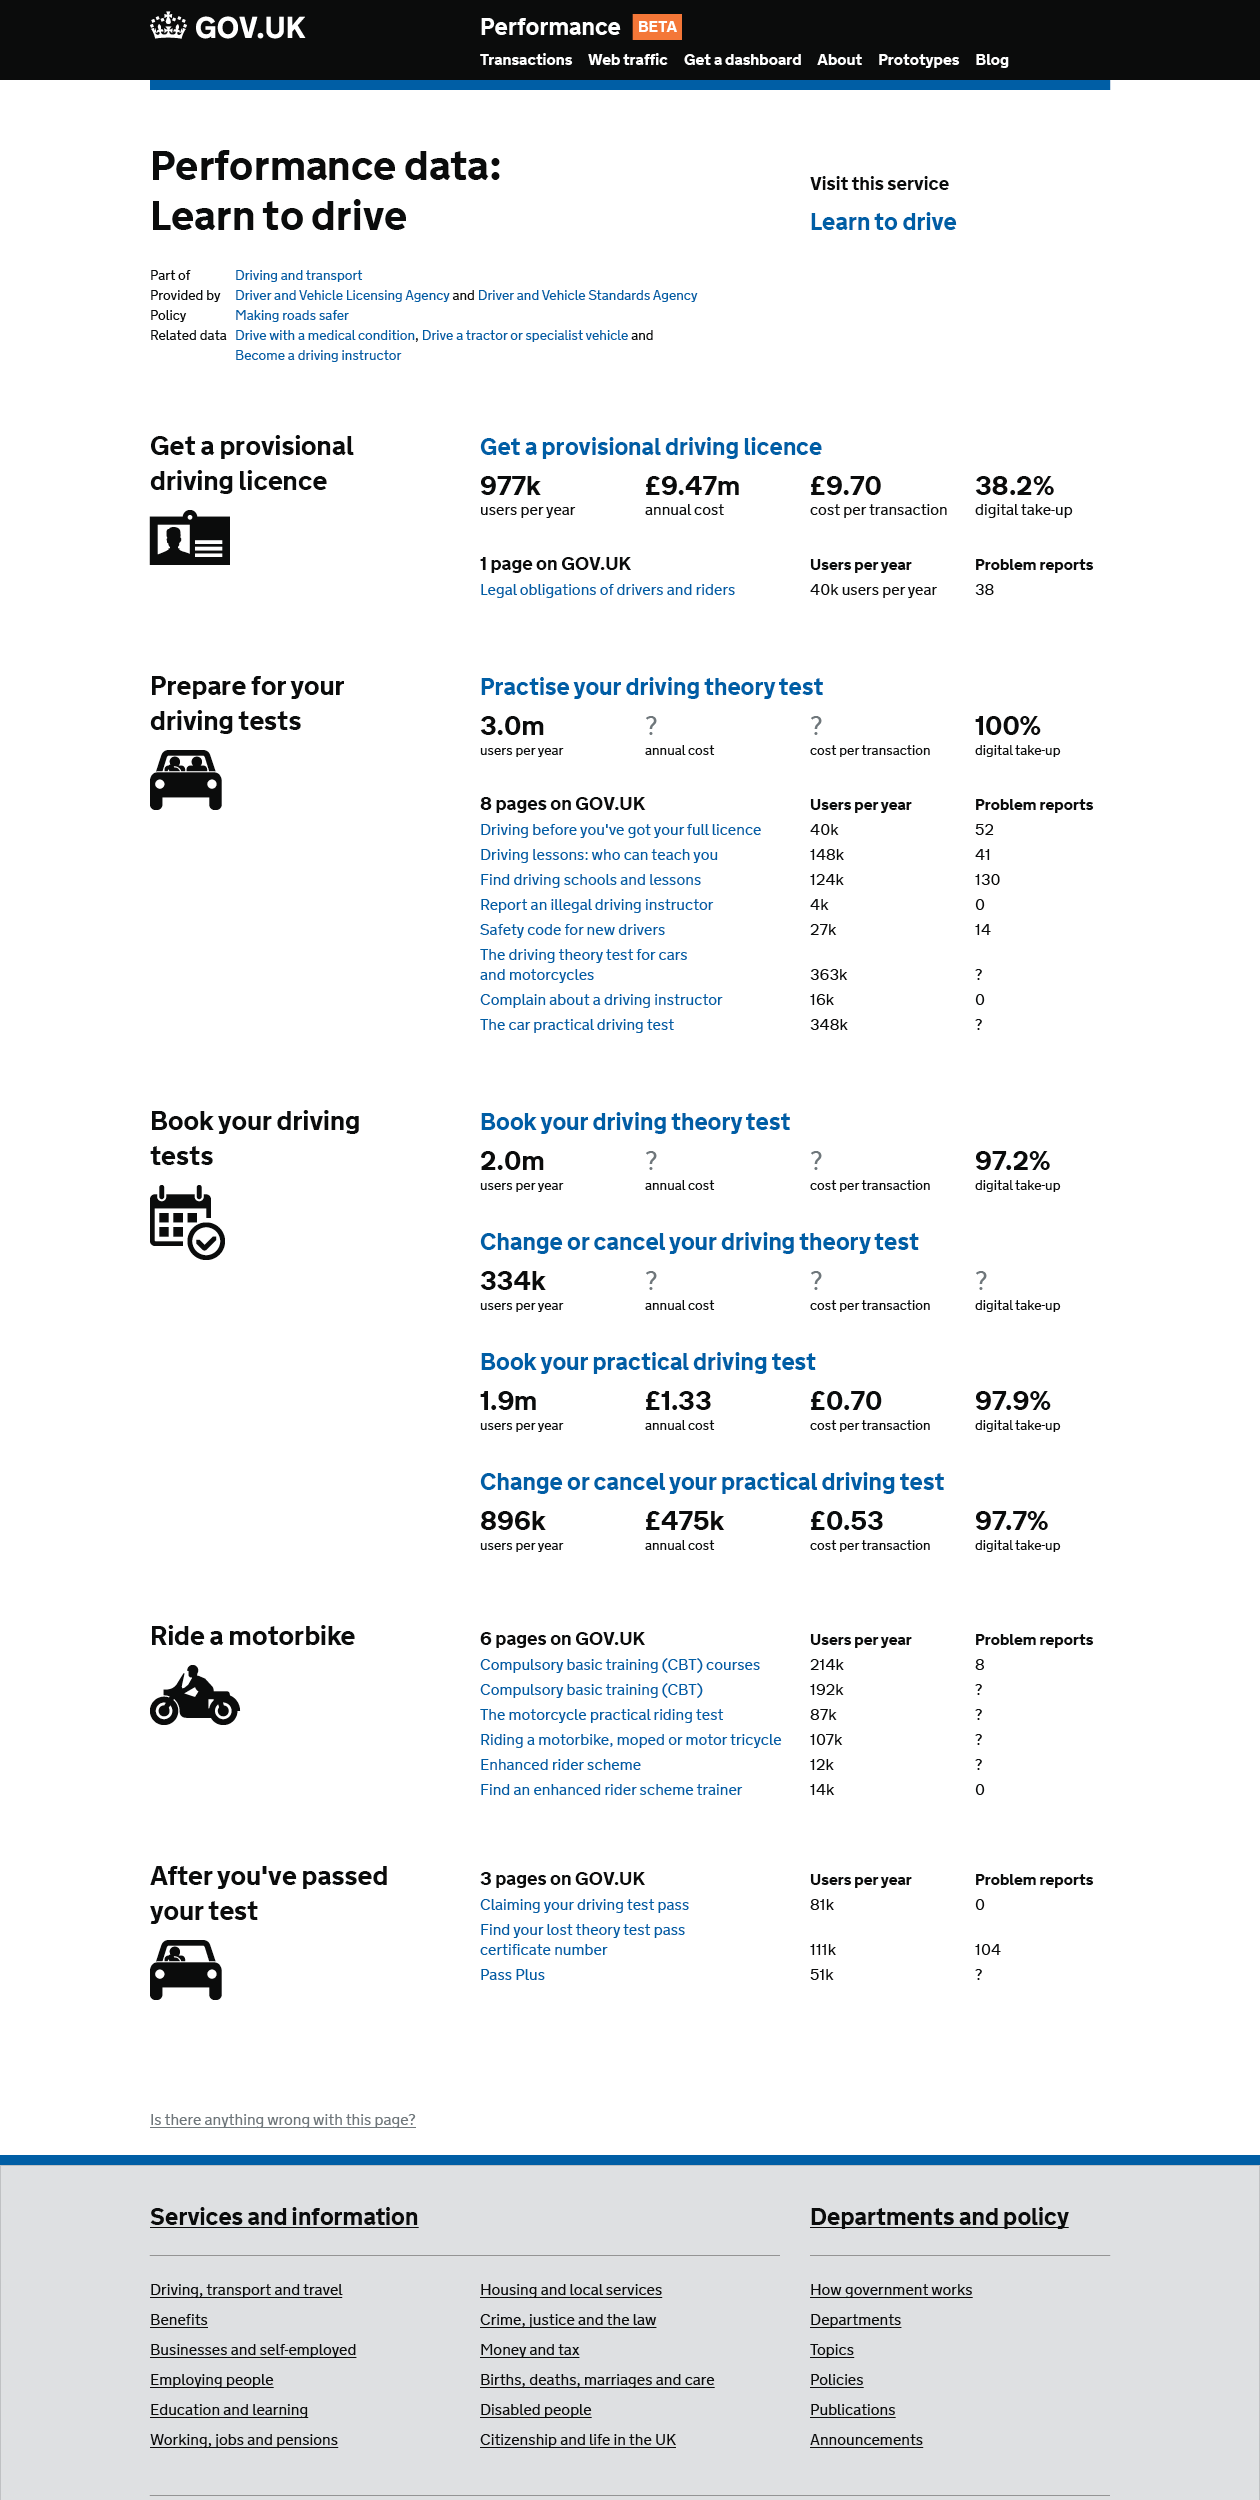 GOV.UK
Performance BETA
Transactions Web traffic Get a dashboard About Prototypes Blog
Performance data:
Learn to drive
Visit this service
Learn to drive
Part of Driving and transport
Provided by Driver and Vehicle Licensing Agency and Driver and Vehicle Standards Agency
Policy Making roads safer
Related data Drive with a medical condition, Drive a tractor or specialist vehicle and
Become a driving instructor
Get a provisional
driving licence
Get a provisional driving licence
977k £9.47m £9.70 38.2%
users per year annual cost cost per transaction digital take-up
1 page on GOV.UK Users per year Problem reports
Legal obligations of drivers and riders 40k users per year 38
Prepare for your
driving tests
Practise your driving theory test
3.0m ? ? 100%
users per year annual cost cost per transaction digital take-up
8 pages on GOV.UK Users per year Problem reports
Driving before you've got your full licence 40k 52
Driving lessons: who can teach you 148k 41
Find driving schools and lessons 124k 130
Report an illegal driving instructor 4k 0
Safety code for new drivers 27k 14
The driving theory test for cars
and motorcycles 363k ?
Complain about a driving instructor 16k 0
The car practical driving test 348k ?
Book your driving
tests
Book your driving theory test
2.0m ? ? 97.2%
users per year annual cost cost per transaction digital take-up
Change or cancel your driving theory test
334k ? ? ?
users per year annual cost cost per transaction digital take-up
Book your practical driving test
1.9m £1.33 £0.70 97.9%
users per year annual cost cost per transaction digital take-up
Change or cancel your practical driving test
896k £475k £0.53 97.7%
users per year annual cost cost per transaction digital take-up
Ride a motorbike
6 pages on GOV.UK Users per year Problem reports
Compulsory basic training (CBT) courses 214k 8
Compulsory basic training (CBT) 192k ?
The motorcycle practical riding test 87k ?
Riding a motorbike, moped or motor tricycle 107k ?
Enhanced rider scheme 12k ?
Find an enhanced rider scheme trainer 14k 0
After you've passed
your test
3 pages on GOV.UK Users per year Problem reports
Claiming your driving test pass 81k 0
Find your lost theory test pass
certificate number 111k 104
Pass Plus 51k ?
Is there anything wrong with this page?
Services and information
Driving, transport and travel
Benefits
Businesses and self-employed
Employing people
Education and learning
Working, jobs and pensions
Housing and local services
Crime, justice and the law
Money and tax
Births, deaths, marriages and care
Disabled people
Citizenship and life in the UK
Departments and policy
How government works
Departments
Topics
Policies
Publications
Announcements